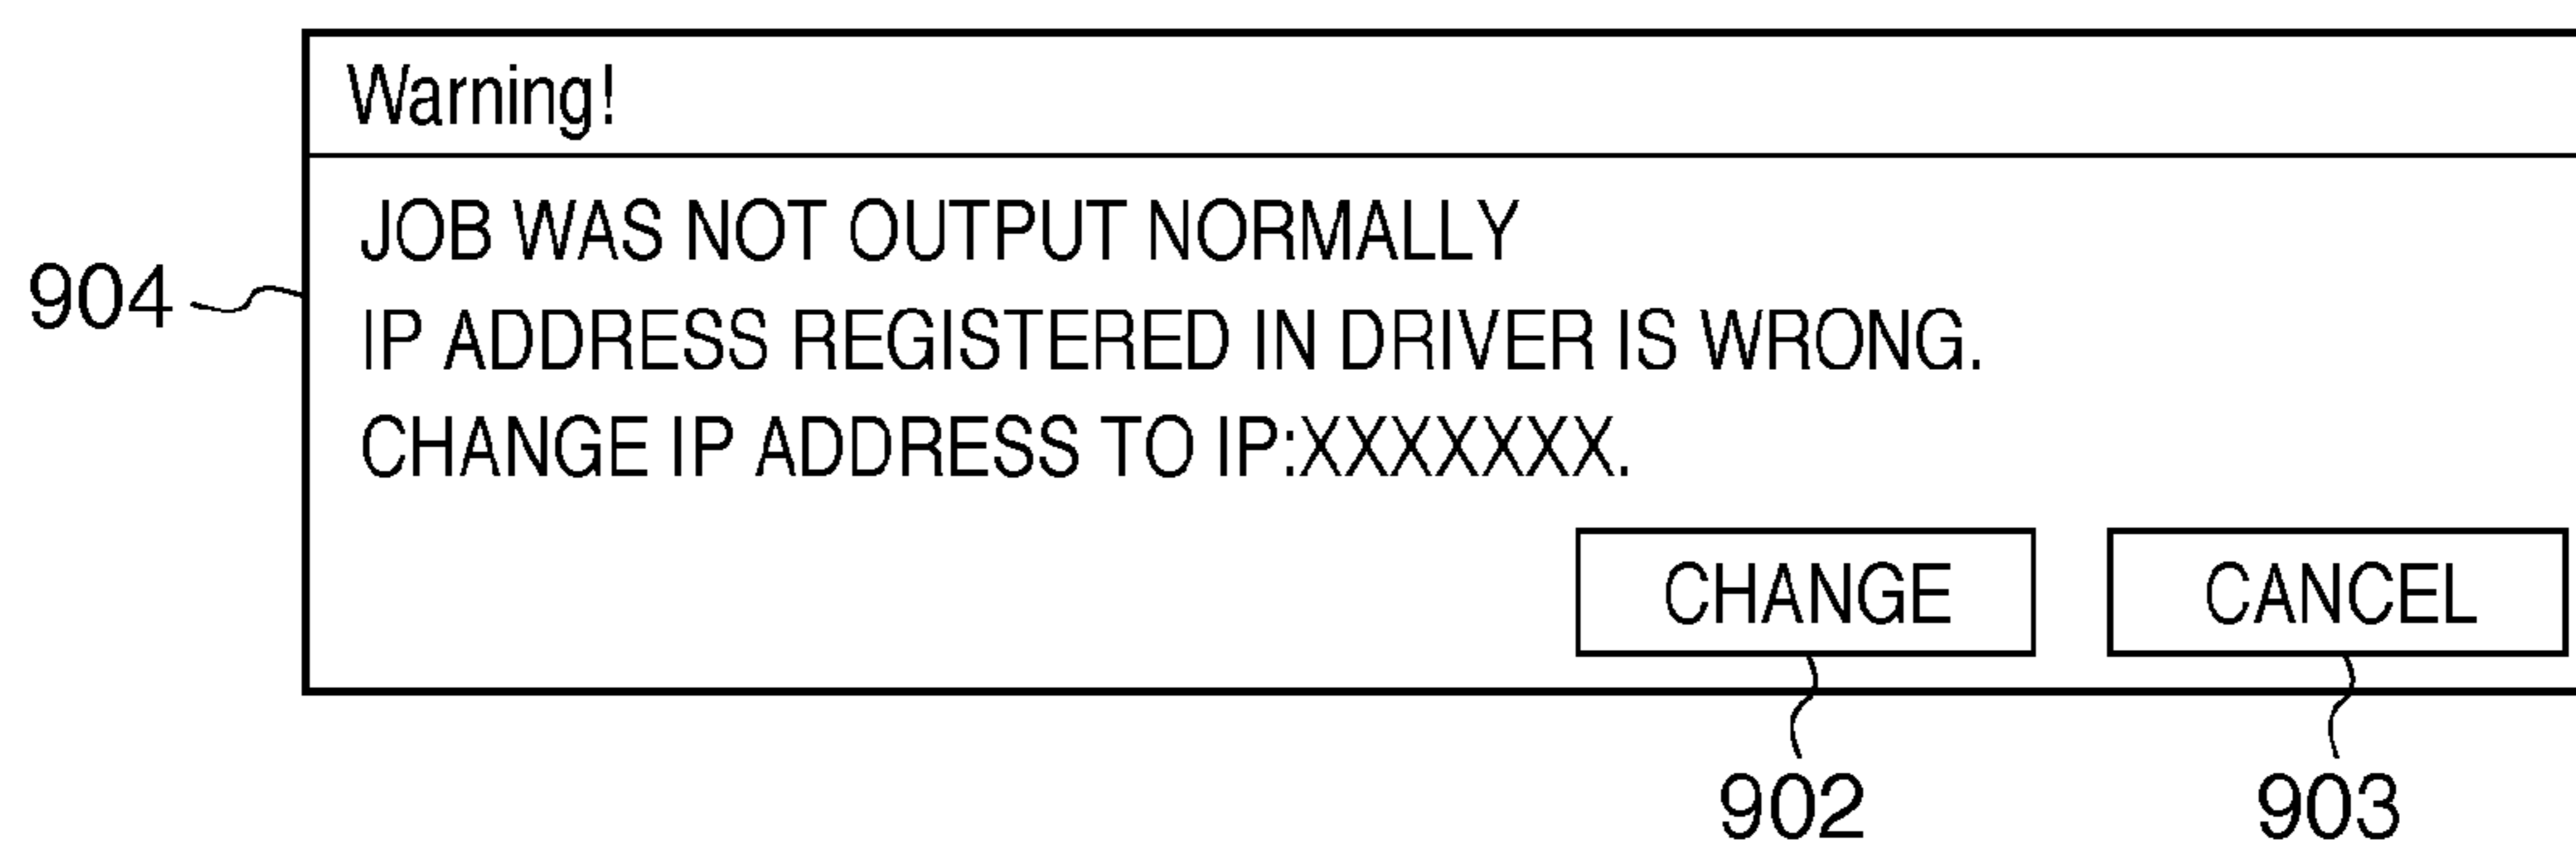 Warning!
JOB WAS NOT OUTPUT NORMALLY
904
IP ADDRESS REGISTERED IN DRIVER IS WRONG.
CHANGE IP ADDRESS TO IP:XXXXXXX.
CHANGE CANCEL
902 903